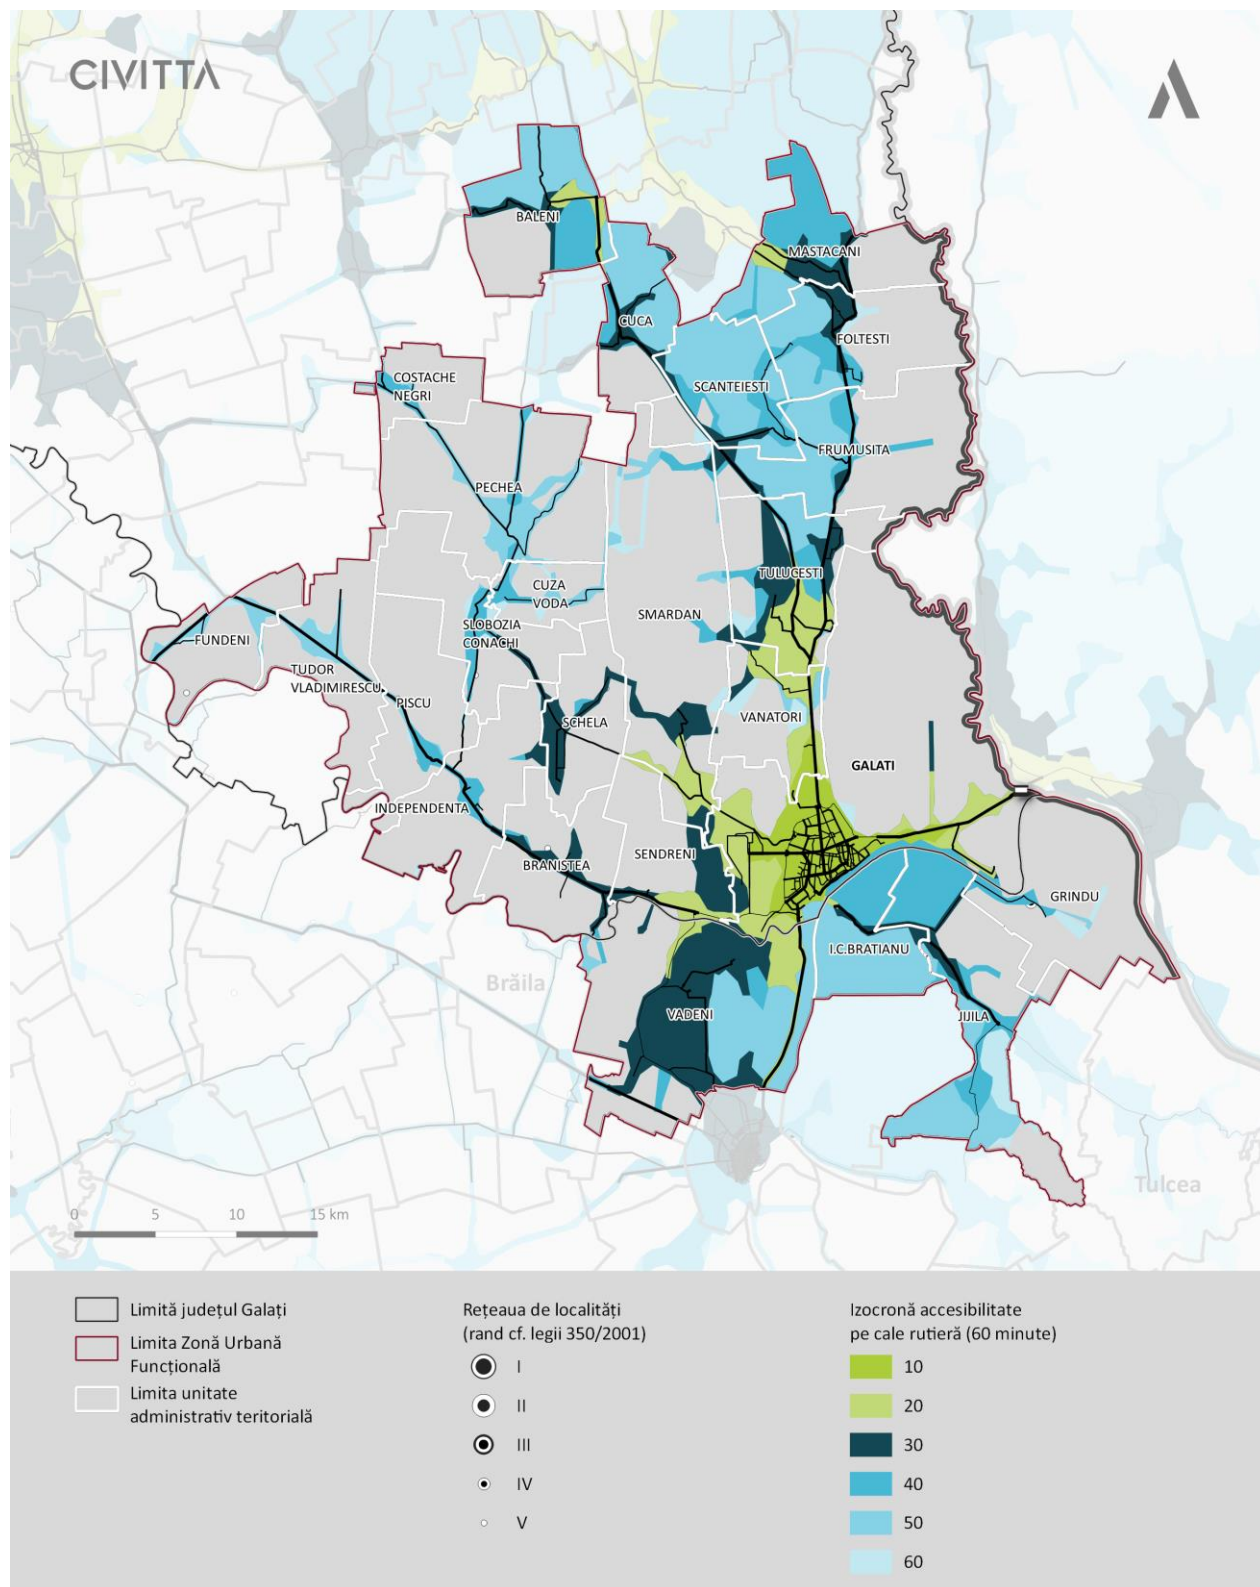 CIVITTA
BALENI
MASTACANI
CUCA
FOLTESTI
COSTACHE
NEGRI
SCANTEIESTI
FRUMUSITA
PECHEA
TULUCESTI
CUZA
VODA
SMARDAN
SLOBOZIA
CONACHI
FUNDENI
TUDOR
VLADIMIRESCU
PISCU
SCHELA
VANATORI
GALATI
INDEPENDENTA
SENDRENI
BRANISTEA
GRINDU
I.C.BRATIANU
Brăila
VADENI
JIJILA
Tulcea
0 5 10 15 km
Limită județul Galați
Limita Zonă Urbană
Funcțională
Limita unitate
administrativ teritorială
Rețeaua de localități
(rand cf. legii 350/2001)
I
II
III
IV
V
Izocronă accesibilitate
pe cale rutieră (60 minute)
10
20
30
40
50
60